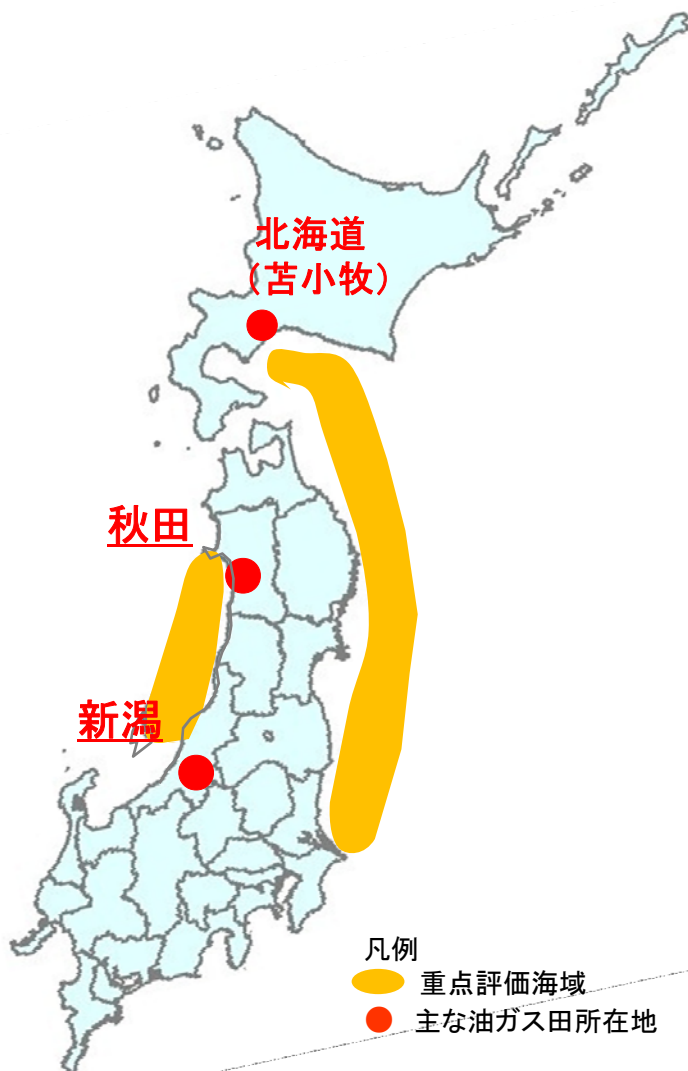 北海道
（苫小牧）
秋田
新潟
凡例
重点評価海域
主な油ガス田所在地